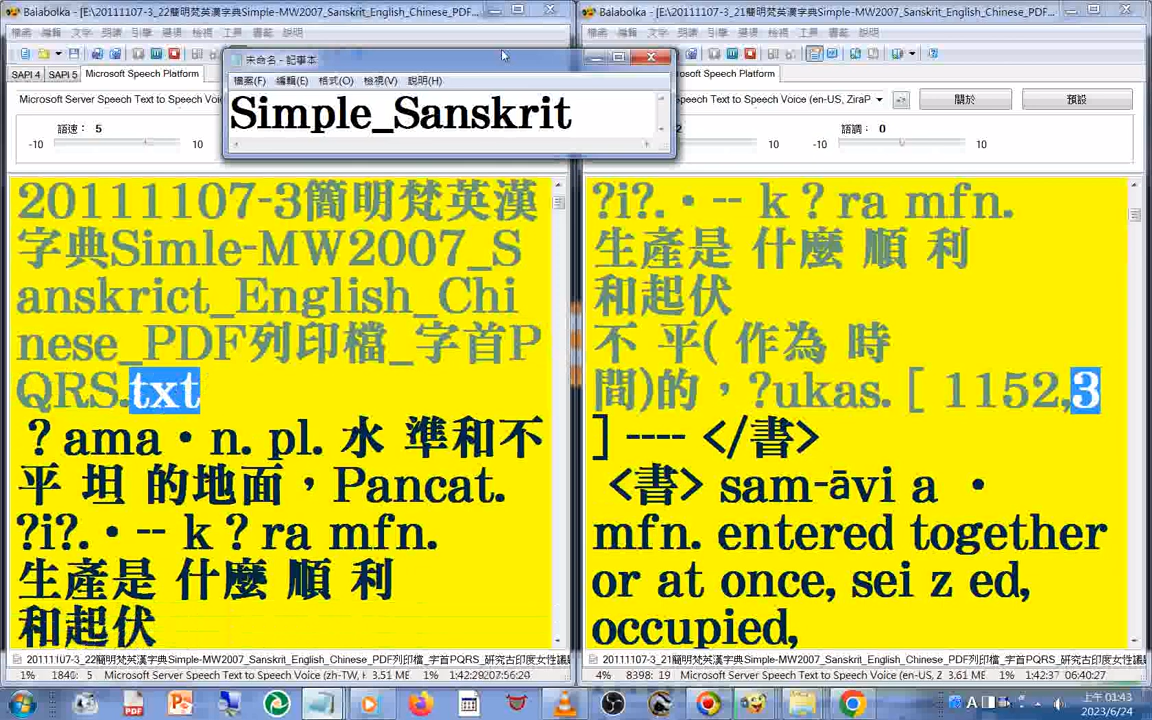 Balabolka - [E:\20111107-3_22簡明梵英漢字典Simple-MW2007_Sanskrit_English_Chinese_PDF...
Balabolka - [E:\20111107-3_21簡明梵英漢字典Simple-MW2007_Sanskrit_English_Chinese_PDF...
SAPI 4 SAPI 5 Microsoft Speech Platform
Microsoft Server Speech Text to Speech Voi
語速： 5
-10 10
未命名 - 記事本
檔案(F) 編輯(E) 格式(O) 檢視(V) 說明(H)
Simple_Sanskrit
Speech Platform
Speech Text to Speech Voice (en-US, ZiraP
關於 預設
2 語調： 0
10 -10 10
20111107-3簡明梵英漢
字典Simle-MW2007_S
anskrict_English_Chi
nese_PDF列印檔_字首P
QRS.txt
? ama • n. pl. 水 準和不
平 坦 的地面，Pancat.
?i?. • -- k ? ra mfn.
生產是 什麼 順 利
和起伏
?i?. • -- k ? ra mfn.
生產是 什麼 順 利
和起伏
不 平( 作為 時
間)的，?ukas. [ 1152,3
] ---- </書>
<書> sam-āvi a •
mfn. entered together
or at once, sei z ed,
occupied,
20111107-3_22簡明梵英漢字典Simple-MW2007_Sanskrit_English_Chinese_PDF列印檔_字首PQRS_研究古印度女性議
20111107-3_21簡明梵英漢字典Simple-MW2007_Sanskrit_English_Chinese_PDF列印檔_字首PQRS_研究古印度女性議
1% 1846: 5 Microsoft Server Speech Text to Speech Voice (zh-TW, H 3.51 MB 1% 1:42:29
4% 8398: 19 Microsoft Server Speech Text to Speech Voice (en-US, Z 3.61 MB 1% 1:42:37 06:40:27
上午 01:43
2023/6/24